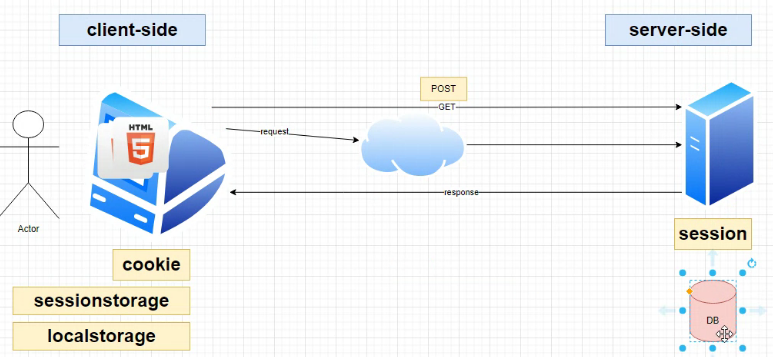 client-side
server-side
POST
GET
request
HTML
5
response
Actor
session
cookie
sessionstorage
localstorage
DB